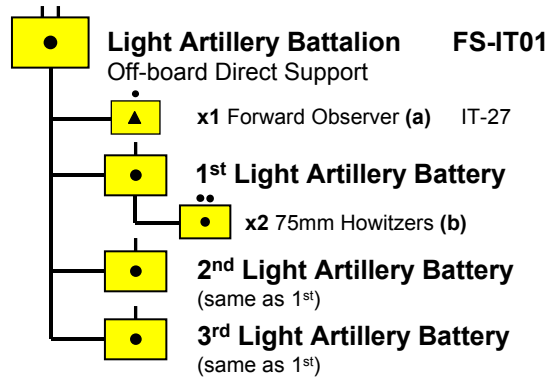 Light Artillery Battalion FS-IT01
Off-board Direct Support
x1 Forward Observer (a) IT-27
1st Light Artillery Battery
x2 75mm Howitzers (b)
2nd Light Artillery Battery
(same as 1st)
3rd Light Artillery Battery
(same as 1st)